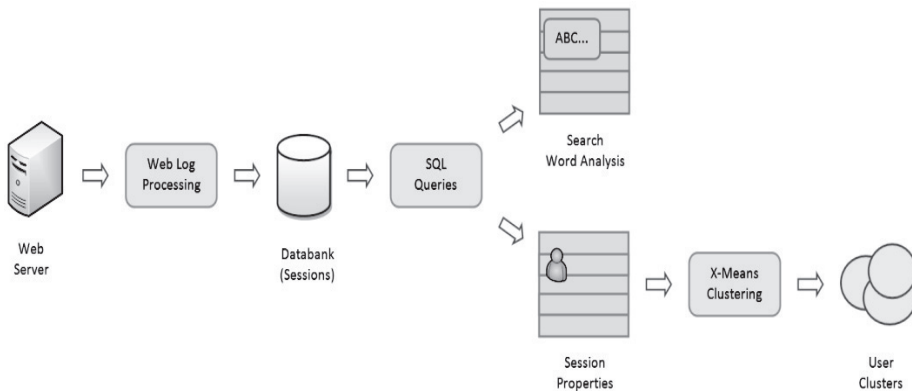 ABC...
Search
Word Analysis
Web
Server
Web Log
Processing
Databank
(Sessions)
SQL
Queries
Session
Properties
X-Means
Clustering
User
Clusters